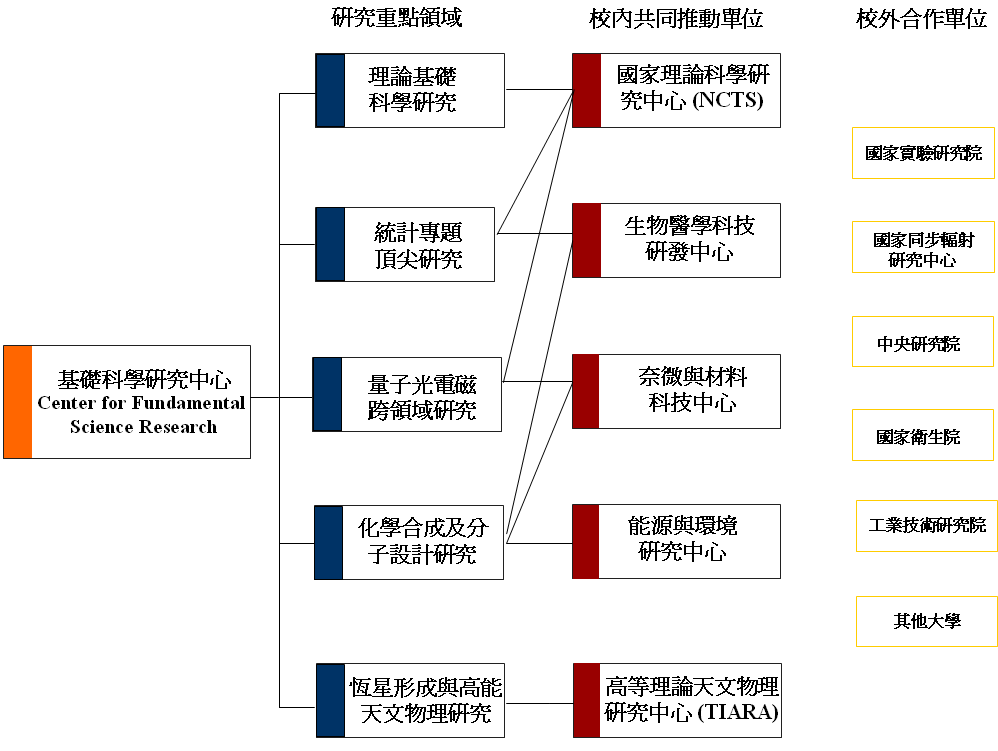 研究重點領域
校內共同推動單位
校外合作單位
基礎科學研究中心
Center for Fundamental
Science Research
理論基礎
科學研究
統計專題
頂尖研究
量子光電磁
跨領域研究
化學合成及分
子設計研究
恆星形成與高能
天文物理研究
國家理論科學研
究中心 (NCTS)
生物醫學科技
研發中心
奈微與材料
科技中心
能源與環境
研究中心
高等理論天文物理
研究中心 (TIARA)
國家實驗研究院
國家同步輻射
研究中心
中央研究院
國家衛生院
工業技術研究院
其他大學